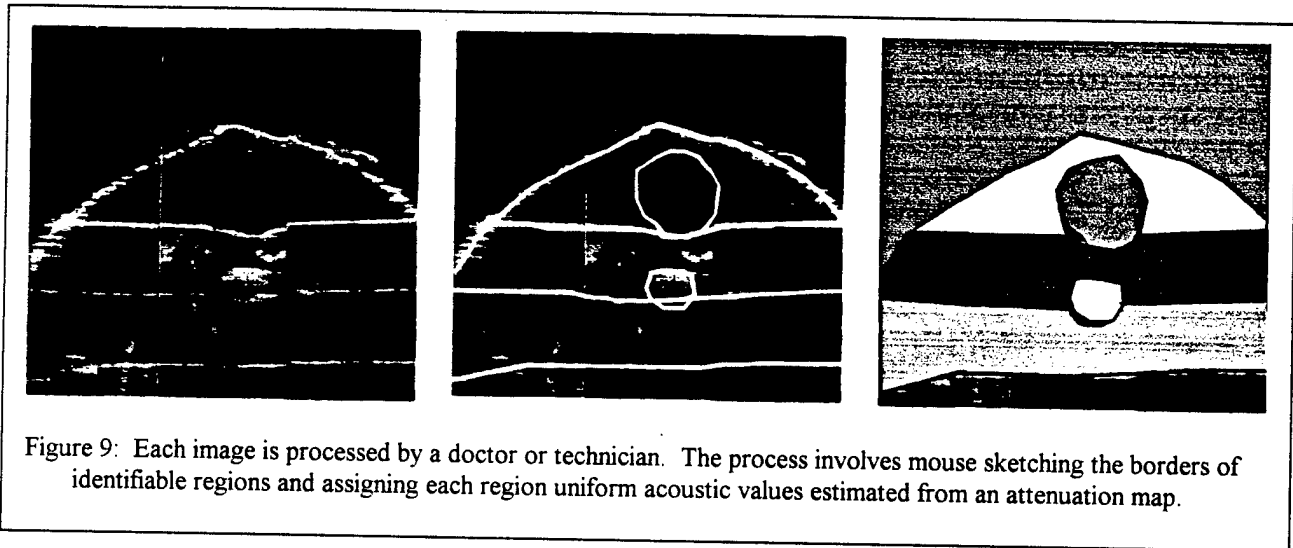 Figure 9: Each image is processed by a doctor or technician. The process involves mouse sketching the borders of
identifiable regions and assigning each region uniform acoustic values estimated from an attenuation map.